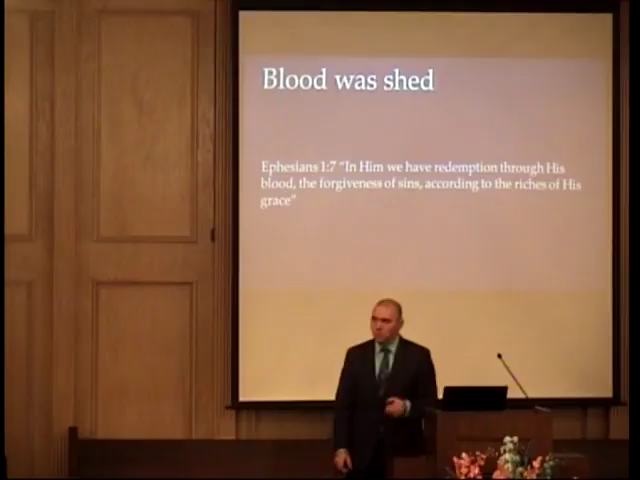 Blood was shed
Ephesians 1:7 “In Him we have redemption through His
blood, the forgiveness of sins, according to the riches of His
grace”